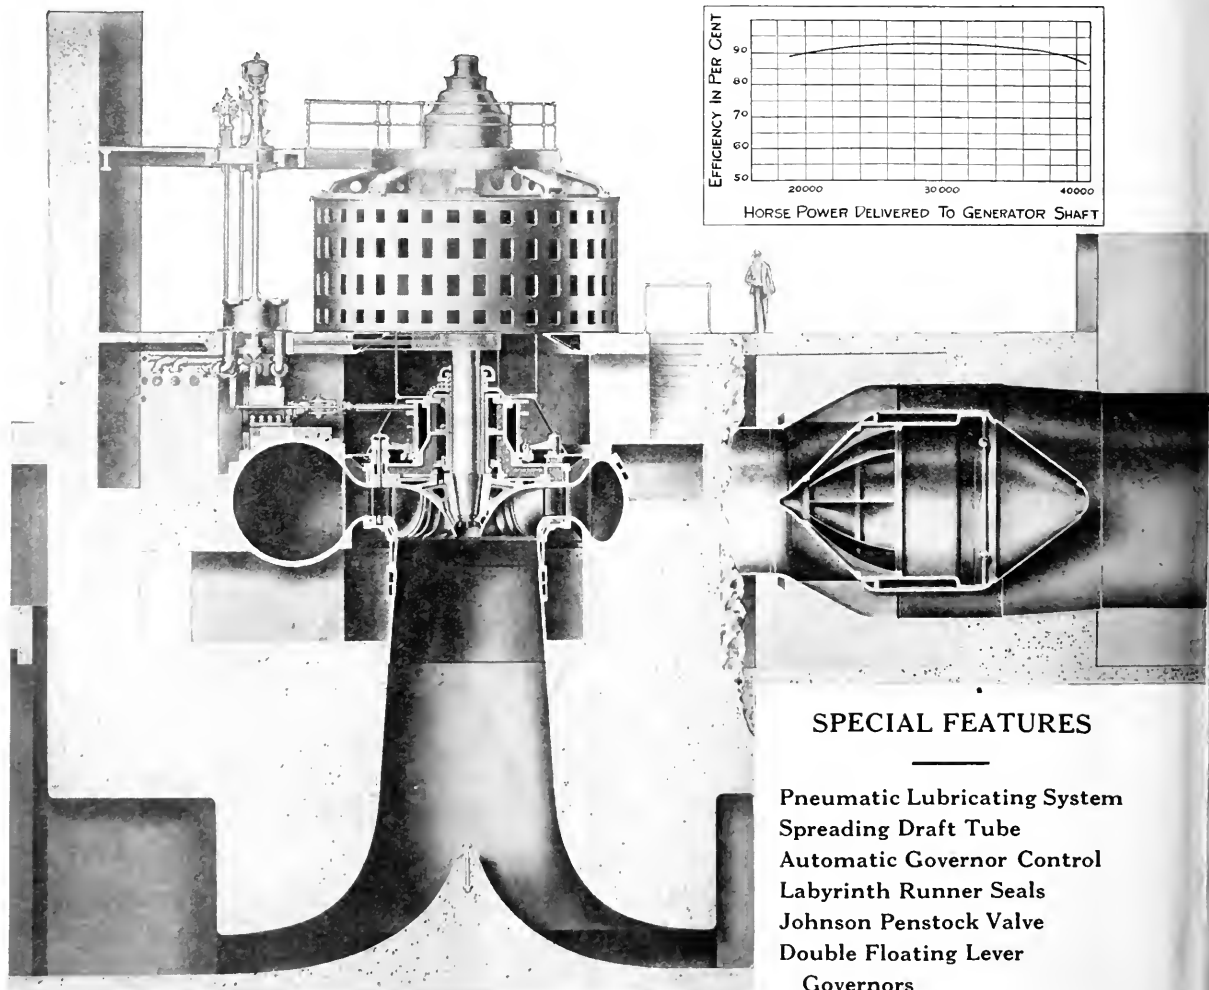 EFFICIENCY IN PER CENT
90
80
70
60
50
20000 30000 40000
HORSE POWER DELIVERED TO GENERATOR SHAFT
SPECIAL FEATURES
Pneumatic Lubricating System
Spreading Draft Tube
Automatic Governor Control
Labyrinth Runner Seals
Johnson Penstock Valve
Double Floating Lever
Governors